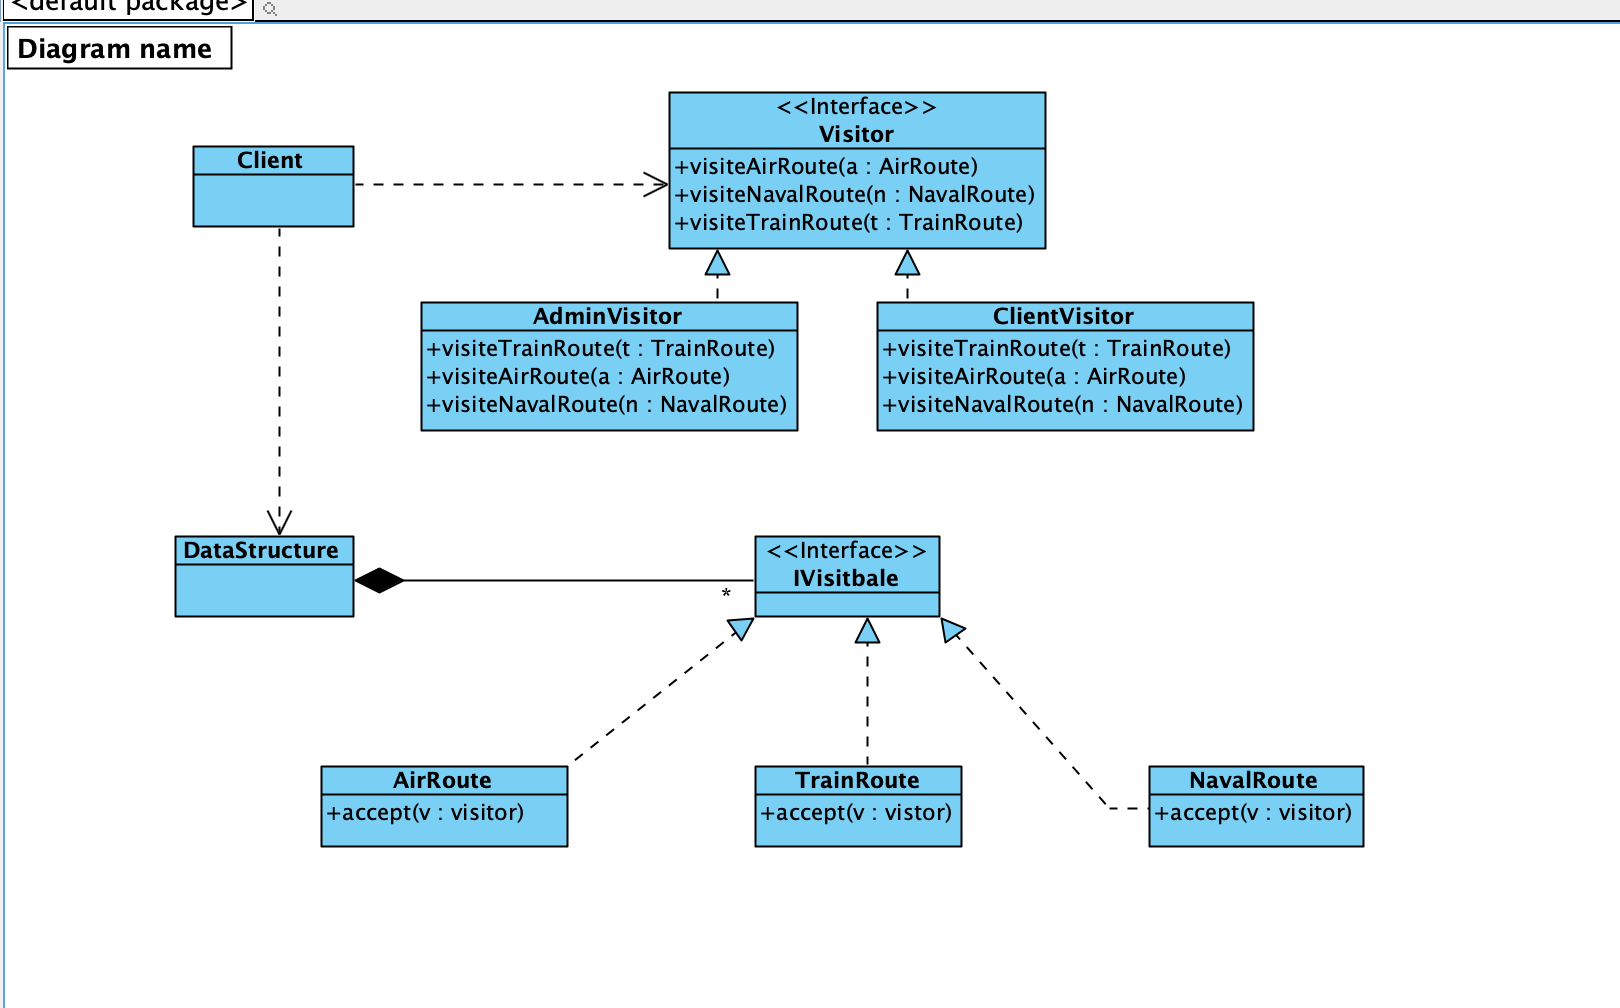 <default package>
Diagram name
<<Interface>>
Visitor
+visiteAirRoute(a : AirRoute)
+visiteNavalRoute(n : NavalRoute)
+visiteTrainRoute(t : TrainRoute)
Client
AdminVisitor
+visiteTrainRoute(t : TrainRoute)
+visiteAirRoute(a : AirRoute)
+visiteNavalRoute(n : NavalRoute)
ClientVisitor
+visiteTrainRoute(t : TrainRoute)
+visiteAirRoute(a : AirRoute)
+visiteNavalRoute(n : NavalRoute)
DataStructure
*
<<Interface>>
IVisitbale
AirRoute
+accept(v : visitor)
TrainRoute
+accept(v : vistor)
NavalRoute
+accept(v : visitor)